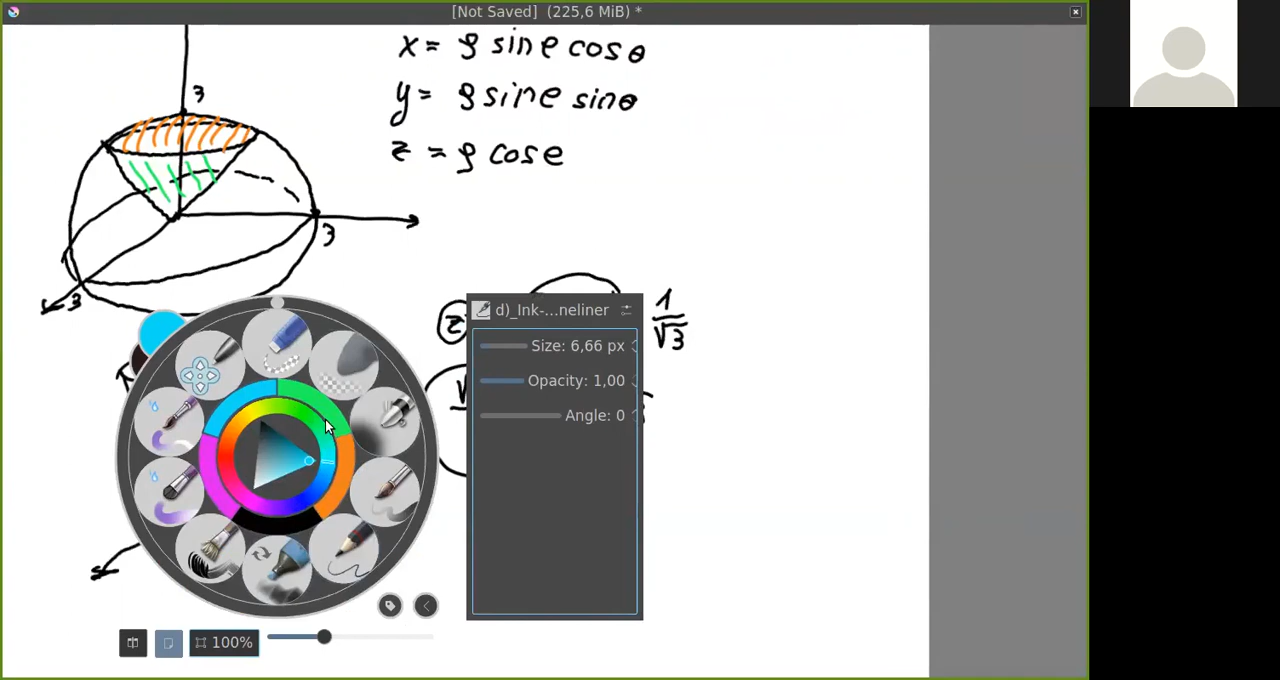 [Not Saved] (225,6 MiB) *
x = ρ sinφ cosθ
y = ρ sinφ sinθ
z = ρ cosφ
3
3
3
z
1
√3
d)_Ink-...neliner
Size: 6,66 px
Opacity: 1,00
Angle: 0
100%